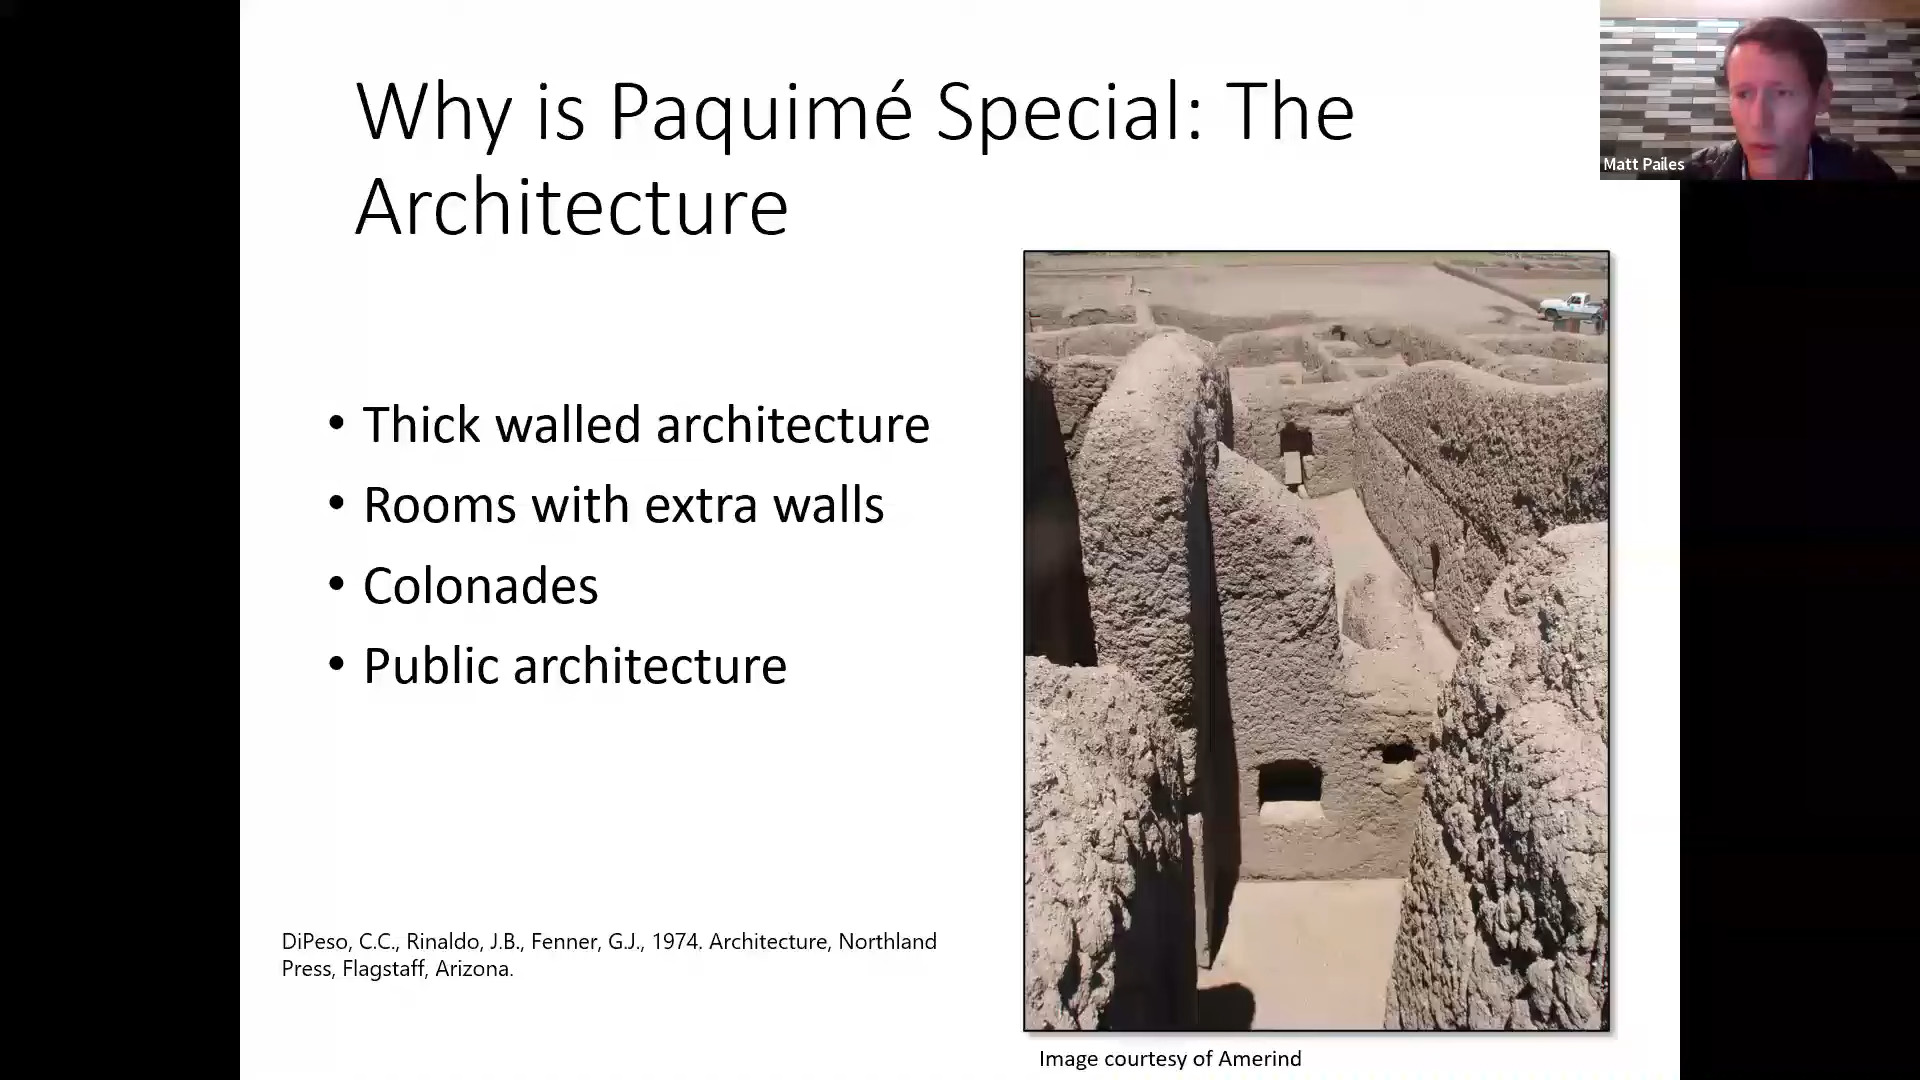 Why is Paquimé Special: The
Architecture
Matt Pailes
• Thick walled architecture
• Rooms with extra walls
• Colonades
• Public architecture
DiPeso, C.C., Rinaldo, J.B., Fenner, G.J., 1974. Architecture, Northland
Press, Flagstaff, Arizona.
Image courtesy of Amerind